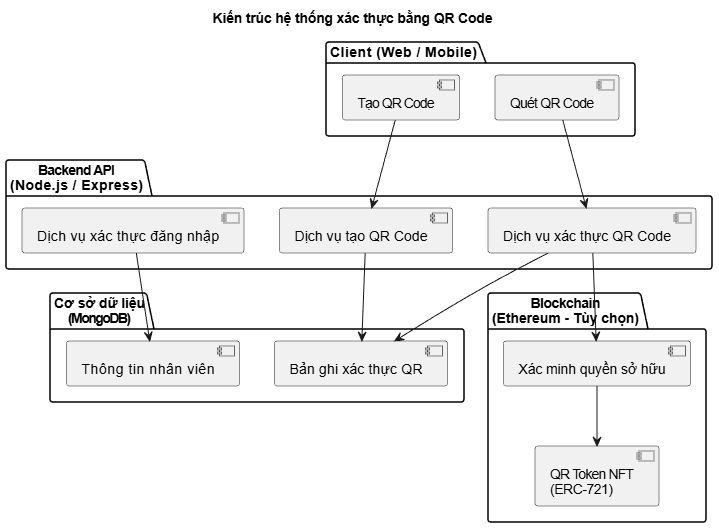 Kiến trúc hệ thống xác thực bằng QR Code
Client (Web / Mobile)
Tạo QR Code
Quét QR Code
Backend API
(Node.js / Express)
Dịch vụ xác thực đăng nhập
Dịch vụ tạo QR Code
Dịch vụ xác thực QR Code
Cơ sở dữ liệu
(MongoDB)
Thông tin nhân viên
Bản ghi xác thực QR
Blockchain
(Ethereum - Tùy chọn)
Xác minh quyền sở hữu
QR Token NFT
(ERC-721)